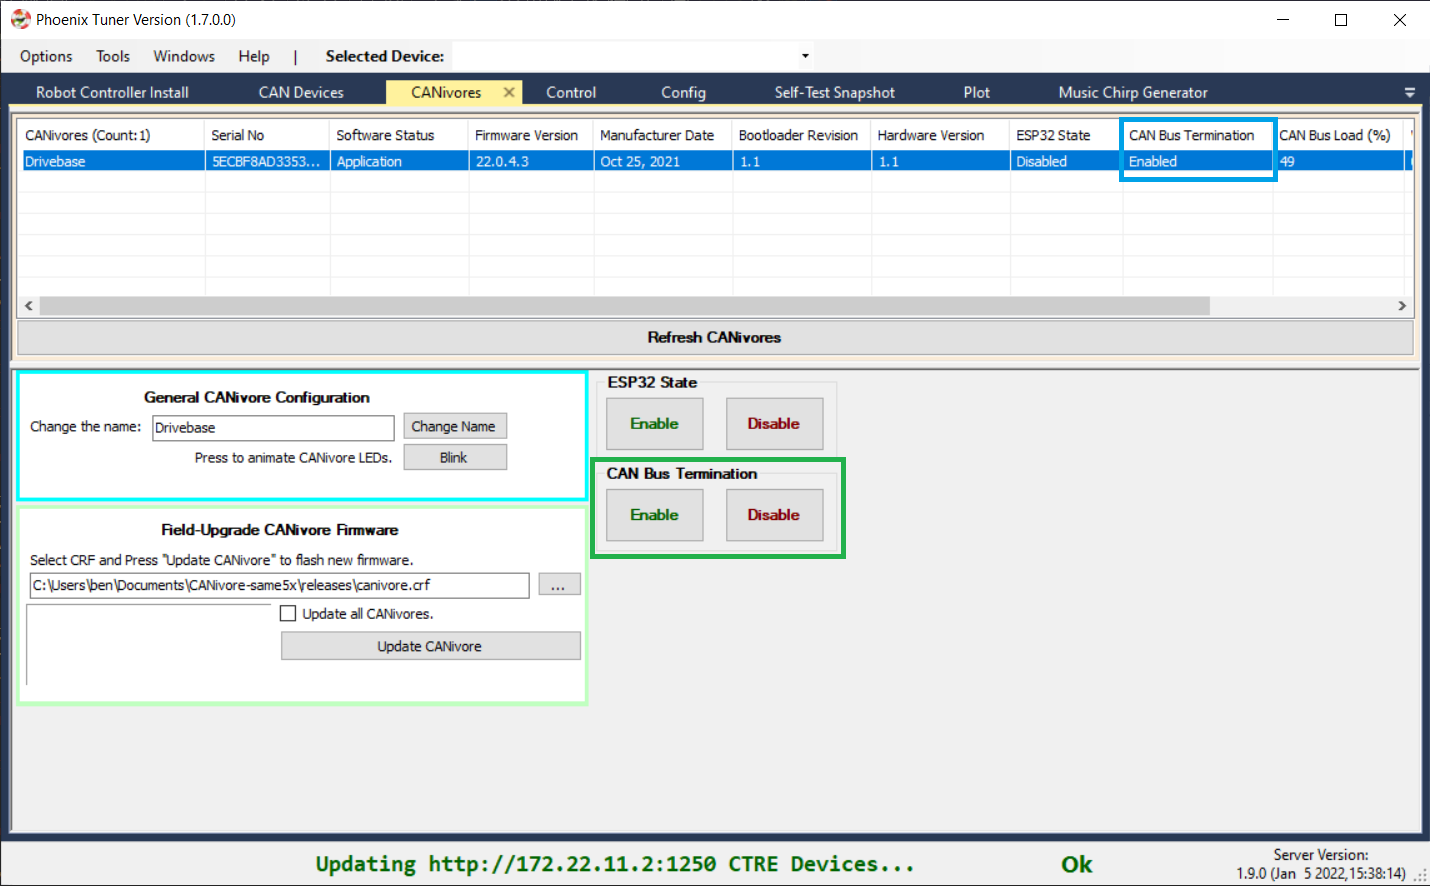 Phoenix Tuner Version (1.7.0.0)
Options Tools Windows Help | Selected Device:
Robot Controller Install CAN Devices CANivores Control Config Self-Test Snapshot Plot Music Chirp Generator
CANivores (Count:1) Serial No Software Status Firmware Version Manufacturer Date Bootloader Revision Hardware Version ESP32 State CAN Bus Termination CAN Bus Load (%)
Drivebase 5ECBF8AD3353... Application 22.0.4.3 Oct 25, 2021 1.1 1.1 Disabled Enabled 49
Refresh CANivores
General CANivore Configuration
Change the name: Drivebase Change Name
Press to animate CANivore LEDs. Blink
Field-Upgrade CANivore Firmware
Select CRF and Press "Update CANivore" to flash new firmware.
C:\Users\ben\Documents\CANivore-same5x\releases\canivore.crf ...
Update all CANivores.
Update CANivore
ESP32 State
Enable Disable
CAN Bus Termination
Enable Disable
Updating http://172.22.11.2:1250 CTRE Devices... Ok
Server Version:
1.9.0 (Jan 5 2022,15:38:14)